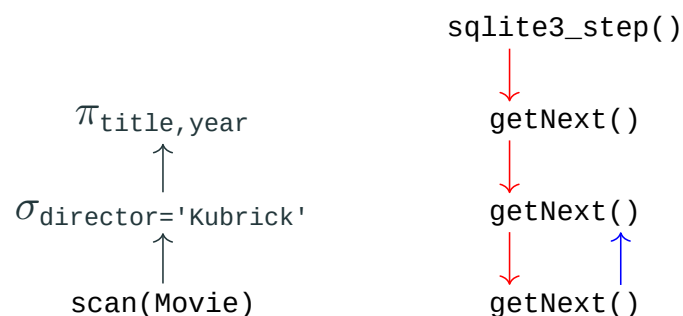 sqlite3_step()
π title,year getNext()
σ director='Kubrick' getNext()
scan(Movie) getNext()